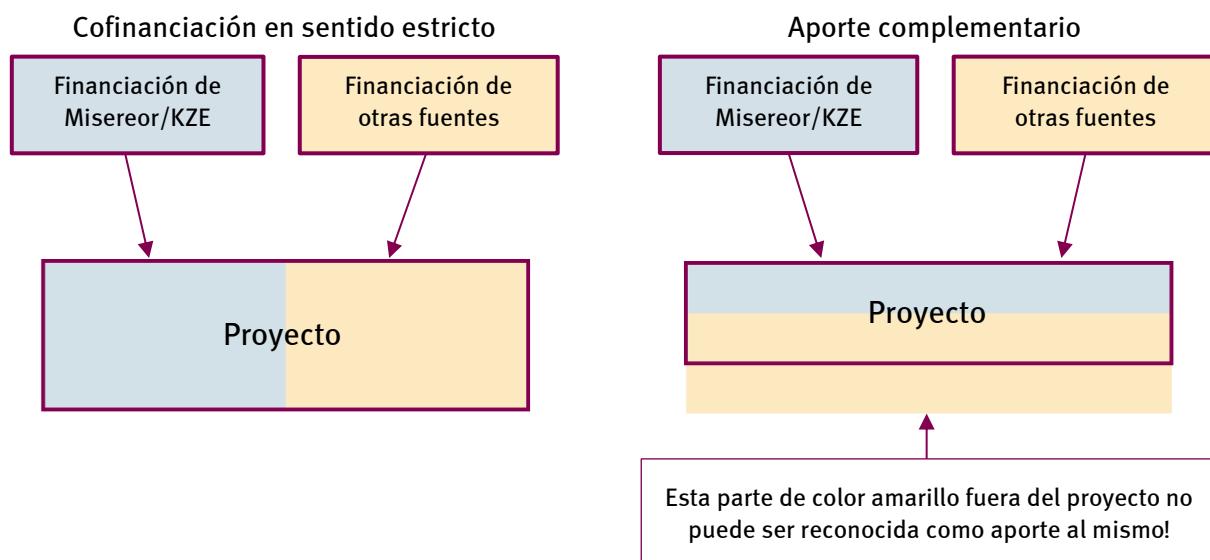 Cofinanciación en sentido estricto
Financiación de
Misereor/KZE
Financiación de
otras fuentes
Proyecto
Aporte complementario
Financiación de
Misereor/KZE
Financiación de
otras fuentes
Proyecto
Esta parte de color amarillo fuera del proyecto no
puede ser reconocida como aporte al mismo!